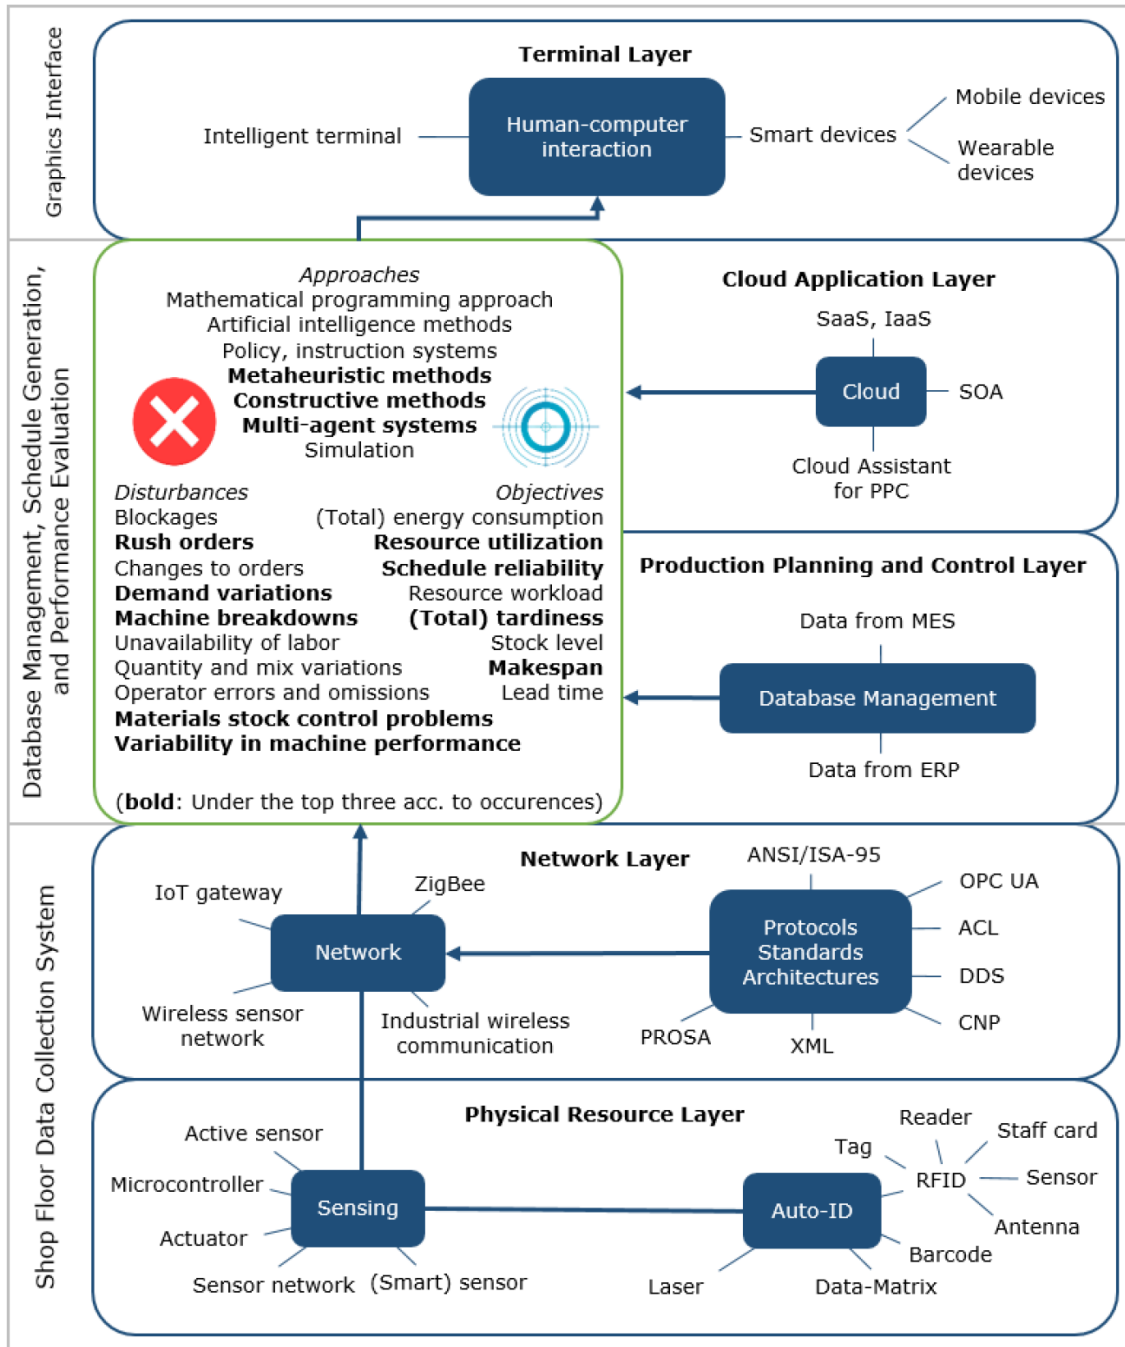 Graphics Interface
Terminal Layer
Human-computer
interaction
Intelligent terminal
Smart devices
Mobile devices
Wearable
devices
Database Management, Schedule Generation,
and Performance Evaluation
Approaches
Mathematical programming approach
Artificial intelligence methods
Policy, instruction systems
Metaheuristic methods
Constructive methods
Multi-agent systems
Simulation
Disturbances
Blockages
Rush orders
Changes to orders
Demand variations
Machine breakdowns
Unavailability of labor
Quantity and mix variations
Operator errors and omissions
Materials stock control problems
Variability in machine performance
Objectives
(Total) energy consumption
Resource utilization
Schedule reliability
Resource workload
(Total) tardiness
Stock level
Makespan
Lead time
(bold: Under the top three acc. to occurences)
Cloud Application Layer
SaaS, IaaS
Cloud
SOA
Cloud Assistant
for PPC
Production Planning and Control Layer
Data from MES
Database Management
Data from ERP
Shop Floor Data Collection System
Network Layer
IoT gateway
ZigBee
Network
Wireless sensor
network
Industrial wireless
communication
ANSI/ISA-95
OPC UA
Protocols
Standards
Architectures
ACL
DDS
CNP
PROSA
XML
Physical Resource Layer
Active sensor
Microcontroller
Sensing
Actuator
Sensor network
(Smart) sensor
Auto-ID
Tag
Reader
Staff card
RFID
Sensor
Antenna
Barcode
Data-Matrix
Laser